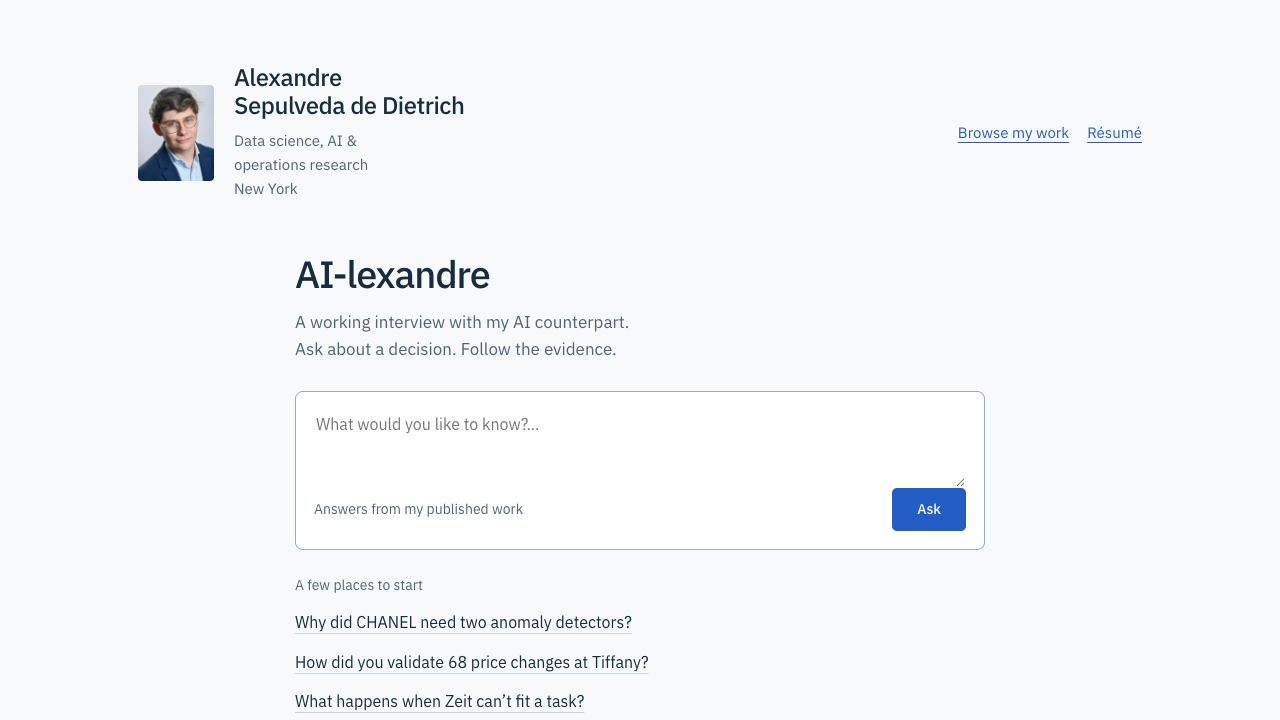 Alexandre
Sepulveda de Dietrich
Data science, AI &
operations research
New York
Browse my work
Résumé
AI-lexandre
A working interview with my AI counterpart.
Ask about a decision. Follow the evidence.
What would you like to know?…
Answers from my published work
Ask
A few places to start
Why did CHANEL need two anomaly detectors?
How did you validate 68 price changes at Tiffany?
What happens when Zeit can’t fit a task?